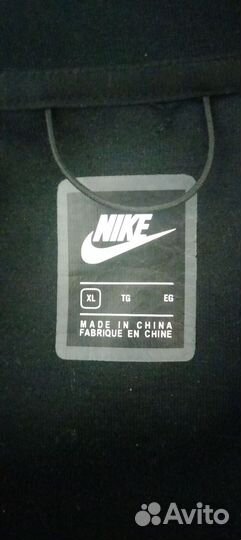 NIKE
XL TG EG
MADE IN CHINA
FABRIQUE EN CHINE
Avito